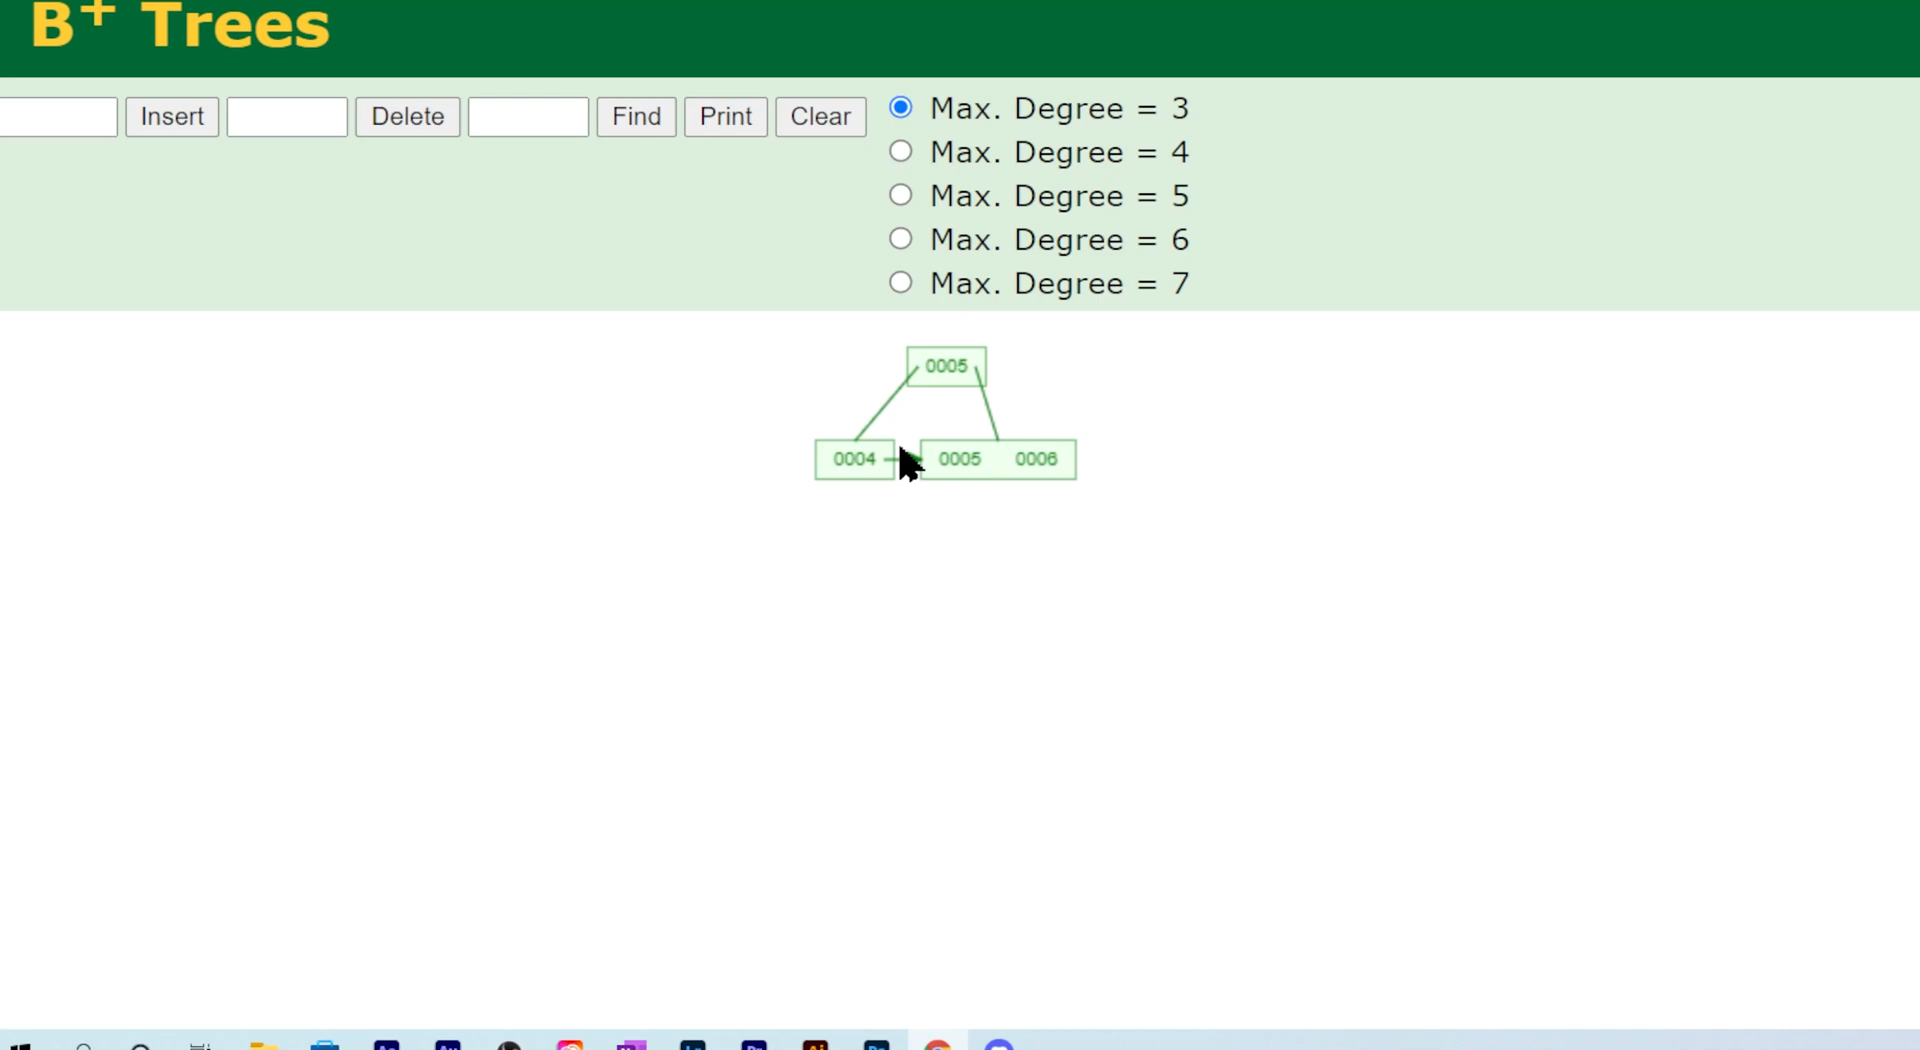 B+ Trees
Insert Delete Find Print Clear
Max. Degree = 3
Max. Degree = 4
Max. Degree = 5
Max. Degree = 6
Max. Degree = 7
0005
0004 0005 0006